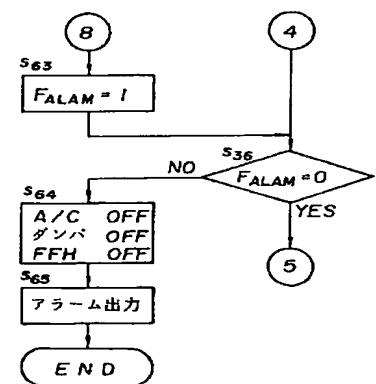 8
4
S63
FALAM = 1
S36
FALAM = 0
NO
YES
S64
A/C OFF
ダンパ OFF
FFH OFF
5
S65
アラーム出力
END